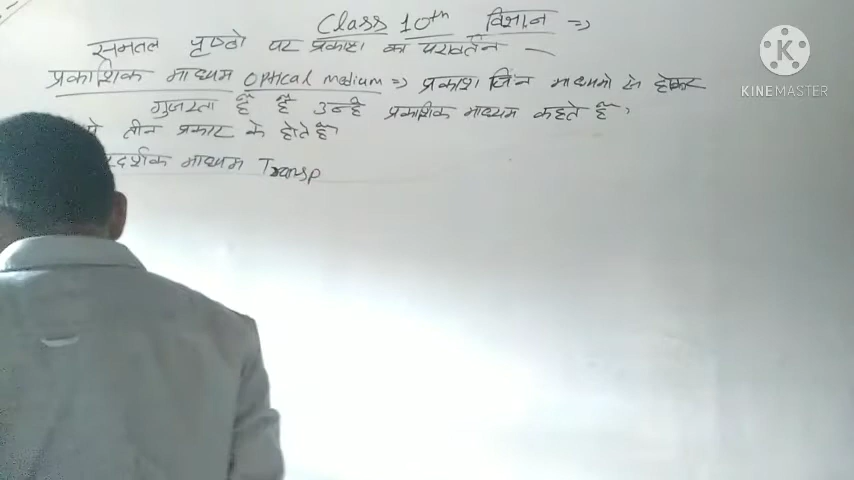 Class 10th विज्ञान ⇒
समतल पृष्ठो पर प्रकाश का परावर्तन —
प्रकाशिक माध्यम Optical medium ⇒ प्रकाश जिन माध्यमो से होकर
गुजरता है है उन्हे प्रकाशिक माध्यम कहते है,
तीन प्रकार के होते है।
माध्यम Transp
KINEMASTER